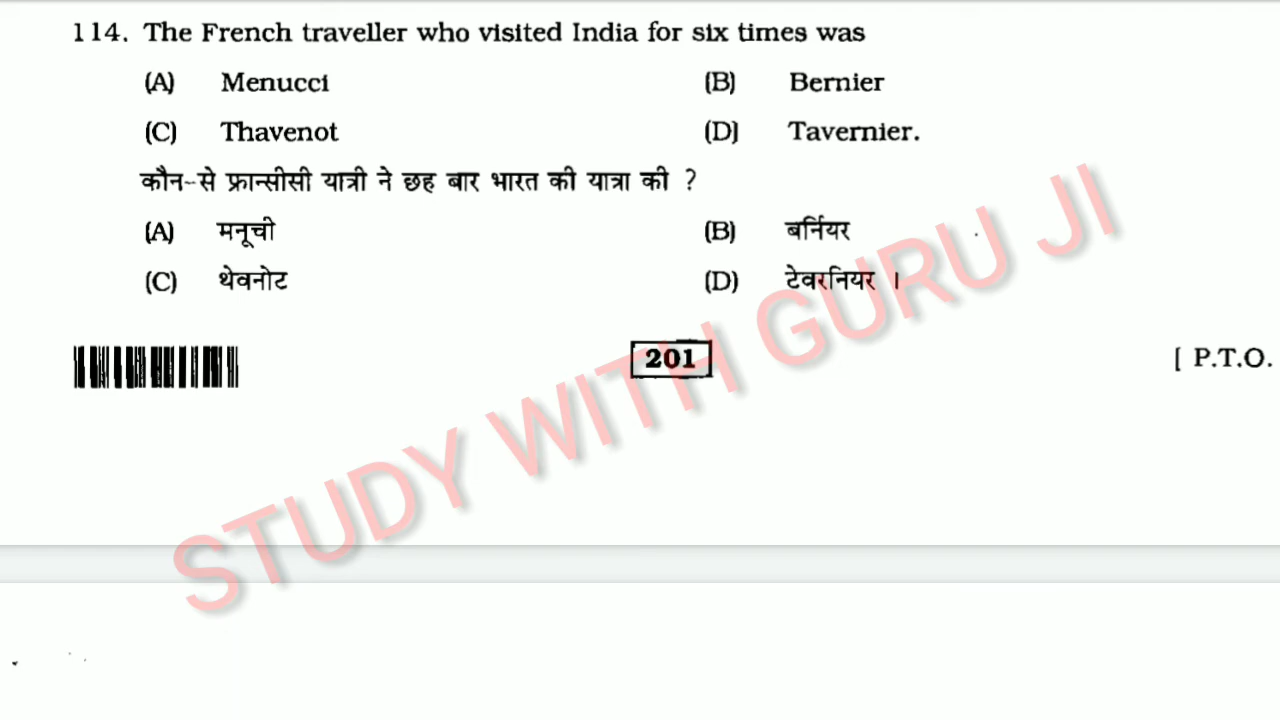 114. The French traveller who visited India for six times was
(A) Menucci (B) Bernier
(C) Thavenot (D) Tavernier.
कौन-से फ्रान्सीसी यात्री ने छह बार भारत की यात्रा की ?
(A) मनूची (B) बर्नियर
(C) थेवनोट (D) टेवरनियर ।
201 [ P.T.O.
STUDY WITH GURU JI